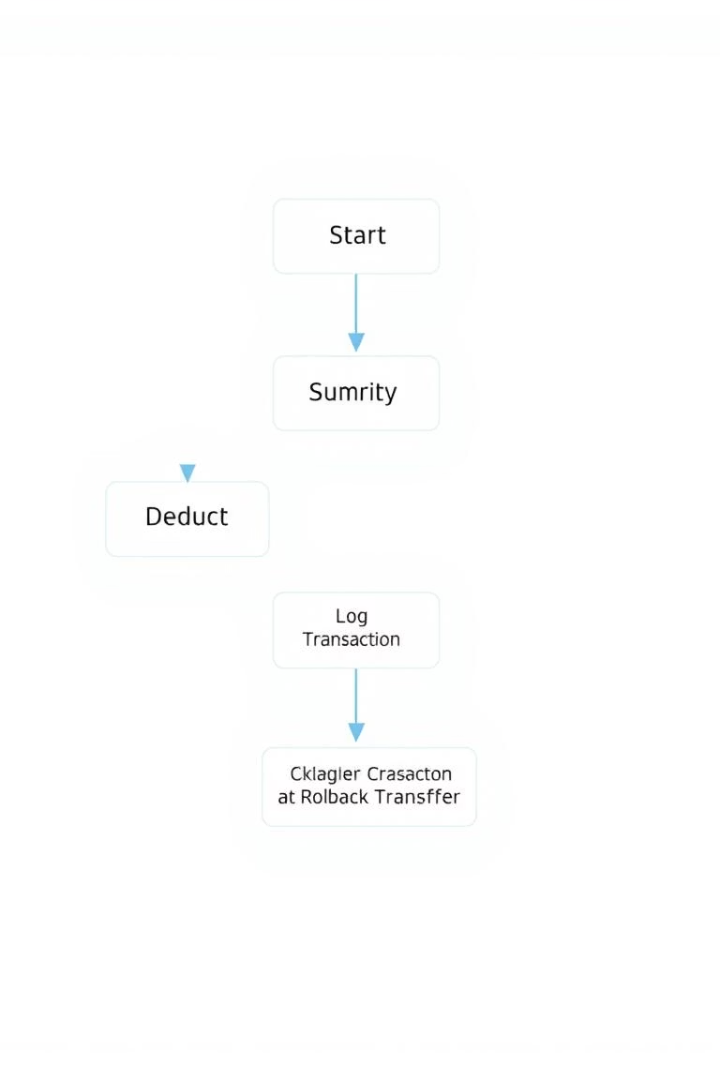 Start
Sumrity
Deduct
Log
Transaction
Cklagler Crasacton
at Rolback Transffer